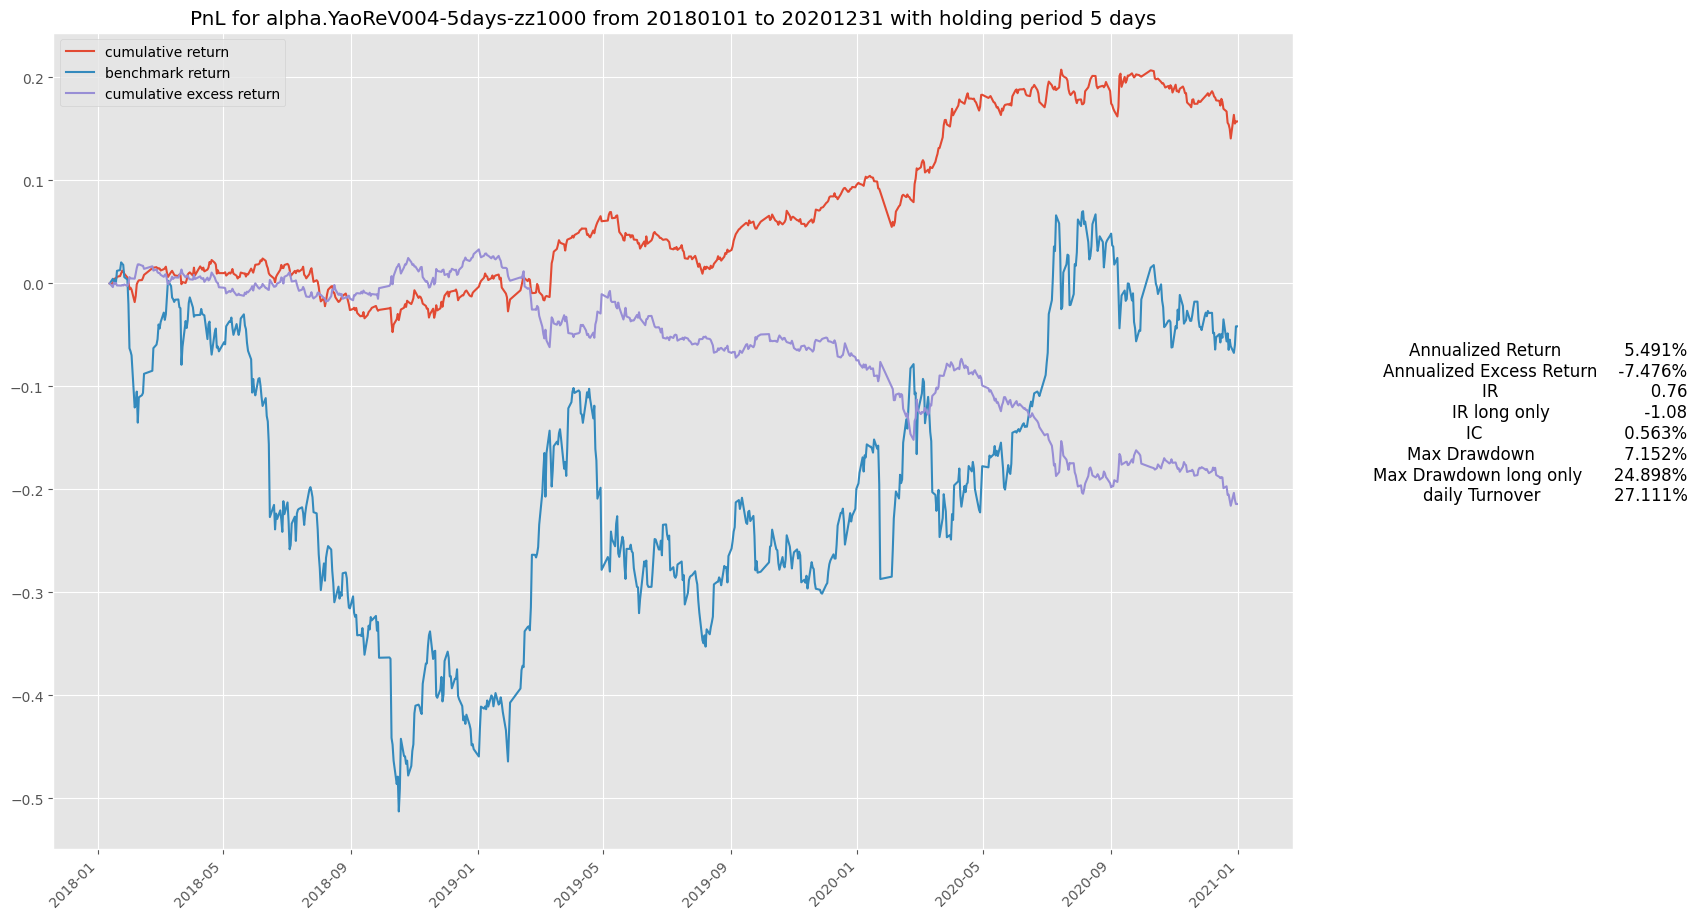 PnL for alpha.YaoReV004-5days-zz1000 from 20180101 to 20201231 with holding period 5 days
cumulative return
benchmark return
cumulative excess return
0.2
0.1
0.0
−0.1
−0.2
−0.3
−0.4
−0.5
2018-01
2018-05
2018-09
2019-01
2019-05
2019-09
2020-01
2020-05
2020-09
2021-01
Annualized Return 5.491%
Annualized Excess Return -7.476%
IR 0.76
IR long only -1.08
IC 0.563%
Max Drawdown 7.152%
Max Drawdown long only 24.898%
daily Turnover 27.111%